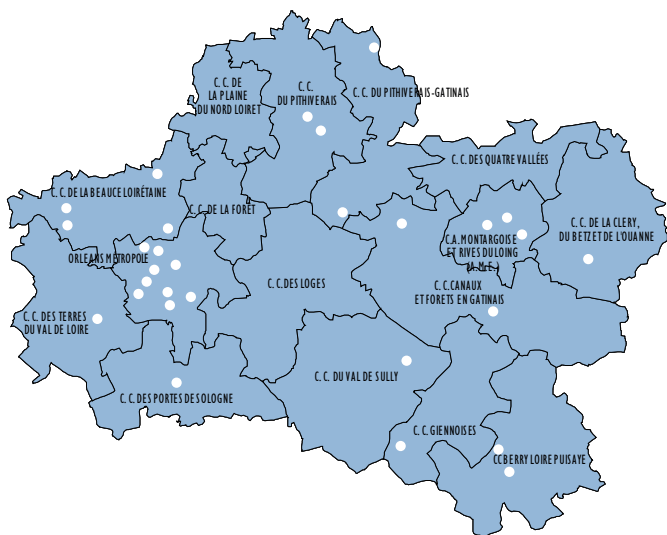 C. C. DE
LA PLAINE
DU NORD LOIRET
C. C.
DU PITHIVERAIS
C. C. DU PITHIVERAIS-GATINAIS
C. C. DES QUATRE VALLÉES
C. C. DE LA BEAUCE LOIRÉTAINE
C. C. DE LA FORÊT
C.A. MONTARGOISE
ET RIVES DU LOING
(A.M.E.)
C. C. DE LA CLERY,
DU BETZ ET DE L'OUANNE
ORLEANS METROPOLE
C. C. DES LOGES
C.C.CANAUX
ET FORETS EN GATINAIS
C. C. DES TERRES
DU VAL DE LOIRE
C. C. DU VAL DE SULLY
C. C. DES PORTES DE SOLOGNE
C. C. GIENNOISES
CC BERRY LOIRE PUISAYE